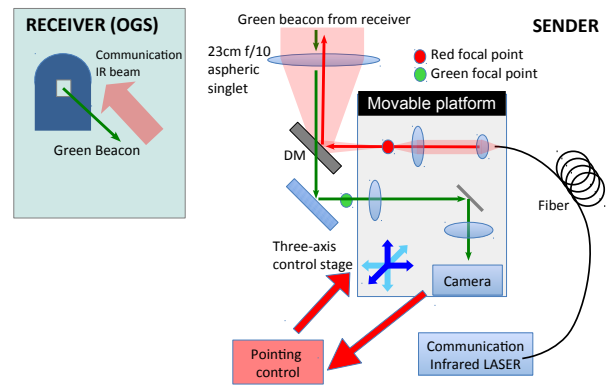 RECEIVER (OGS)
Communication
IR beam
Green Beacon
Green beacon from receiver
SENDER
23cm f/10
aspheric
singlet
Red focal point
Green focal point
Movable platform
DM
Fiber
Three-axis
control stage
Camera
Pointing
control
Communication
Infrared LASER